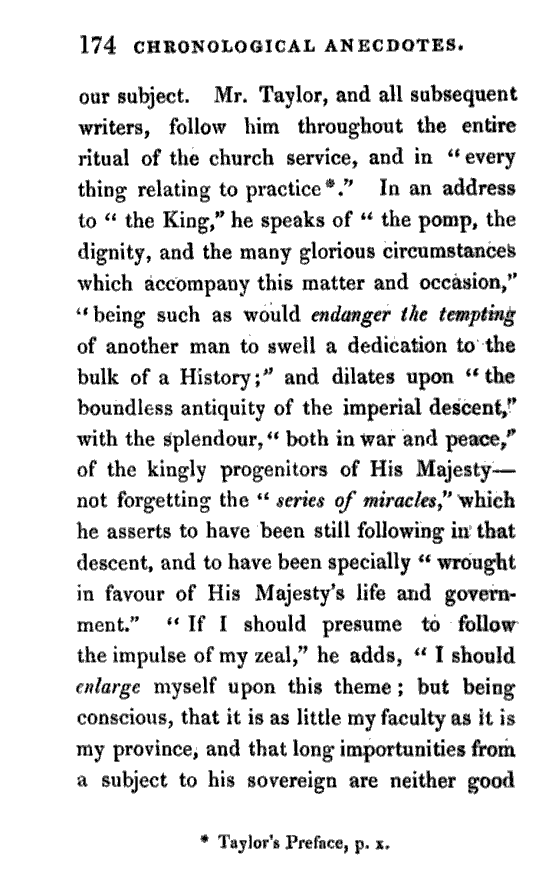 174 CHRONOLOGICAL ANECDOTES.
our subject. Mr. Taylor, and all subsequent
writers, follow him throughout the entire
ritual of the church service, and in “every
thing relating to practice*.” In an address
to “ the King,” he speaks of “ the pomp, the
dignity, and the many glorious circumstances
which accompany this matter and occasion,”
“being such as would endanger the tempting
of another man to swell a dedication to the
bulk of a History;” and dilates upon “the
boundless antiquity of the imperial descent,”
with the splendour, “ both in war and peace,”
of the kingly progenitors of His Majesty—
not forgetting the “ series of miracles,” which
he asserts to have been still following in that
descent, and to have been specially “ wrought
in favour of His Majesty's life and govern-
ment.” “ If I should presume to follow
the impulse of my zeal,” he adds, “ I should
enlarge myself upon this theme ; but being
conscious, that it is as little my faculty as it is
my province, and that long importunities from
a subject to his sovereign are neither good
* Taylor's Preface, p. x.